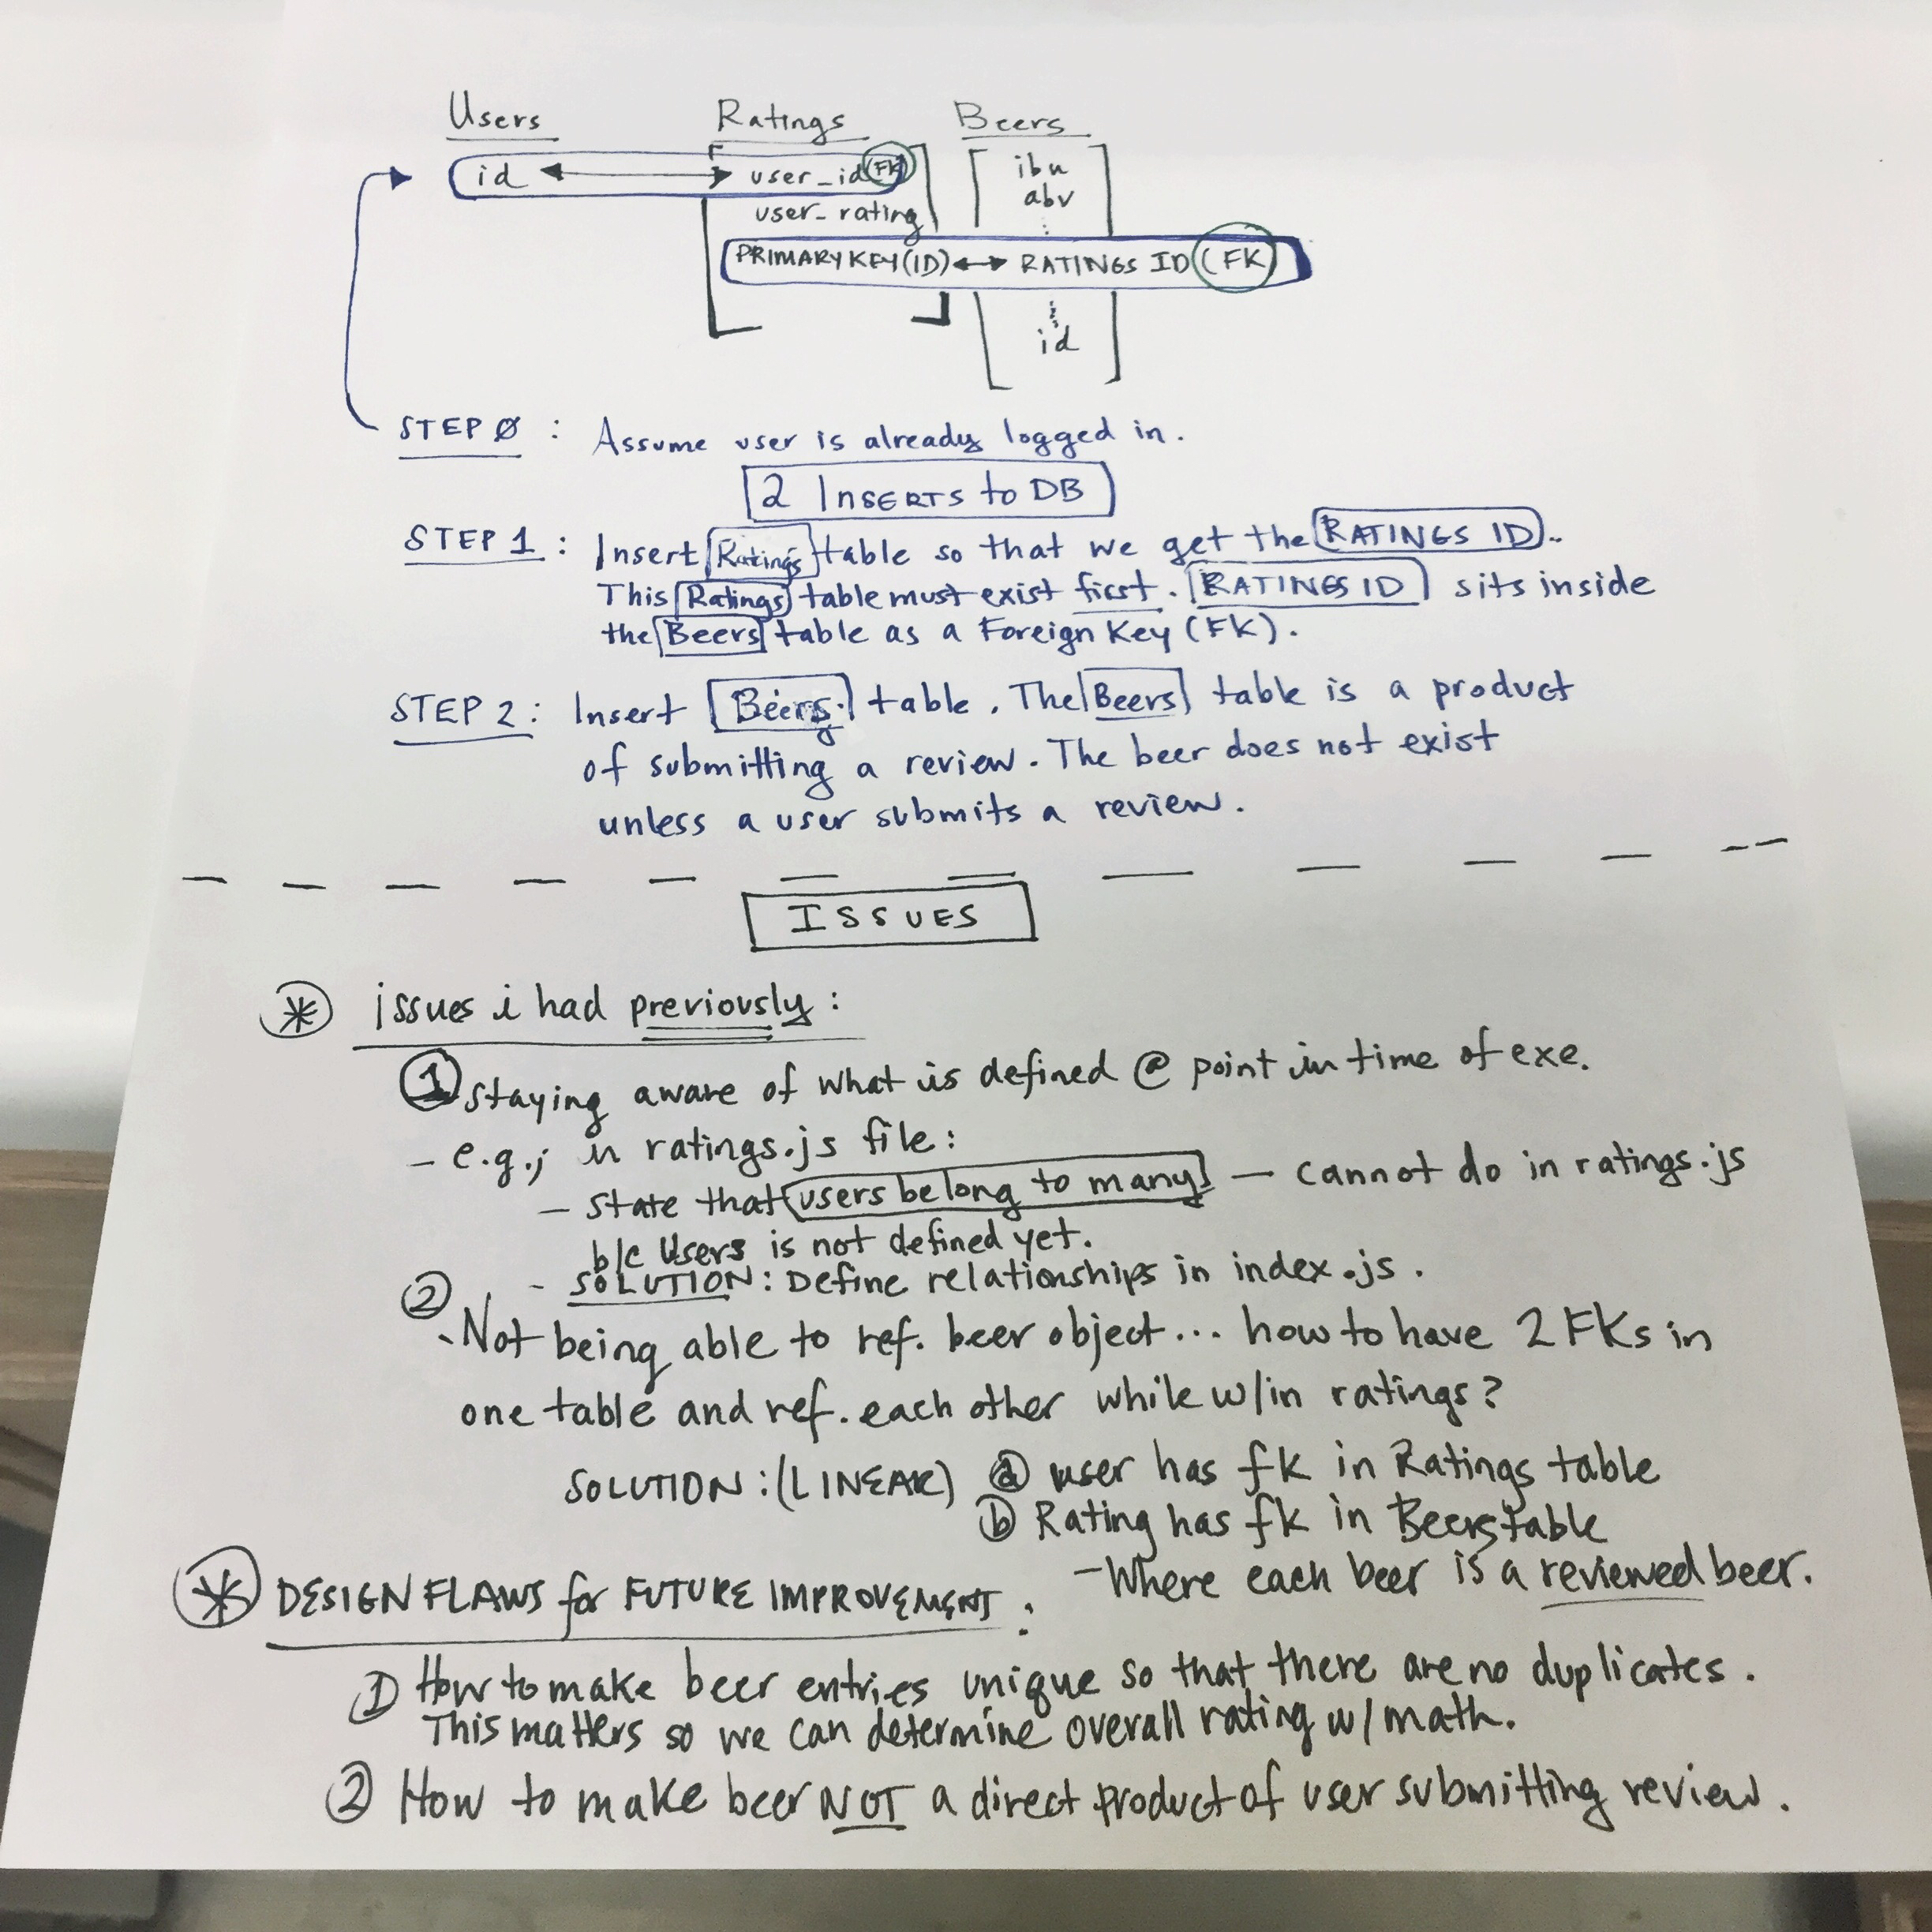 Users Ratings Beers
id user_id (FK) ibu
user_rating abv
PRIMARY KEY (ID) RATINGS ID (FK)
id
STEP Ø : Assume user is already logged in.
2 INSERTS to DB
STEP 1 : Insert Ratings table so that we get the RATINGS ID.
This Ratings table must exist first. RATINGS ID sits inside
the Beers table as a Foreign Key (FK).
STEP 2 : Insert Beers table. The Beers table is a product
of submitting a review. The beer does not exist
unless a user submits a review.
ISSUES
* issues i had previously :
1 Staying aware of what is defined @ point in time of exe.
- e.g.; in ratings.js file :
- State that users belong to many — cannot do in ratings.js
b/c Users is not defined yet.
- SOLUTION : Define relationships in index.js.
2 - Not being able to ref. beer object... how to have 2 FKs in
one table and ref. each other while w/in ratings?
SOLUTION : (LINEAR) a user has fk in Ratings table
b Rating has fk in Beers table
- Where each beer is a reviewed beer.
* DESIGN FLAWS for FUTURE IMPROVEMENT :
1 How to make beer entries unique so that there are no duplicates.
This matters so we can determine overall rating w/ math.
2 How to make beer NOT a direct product of user submitting review.